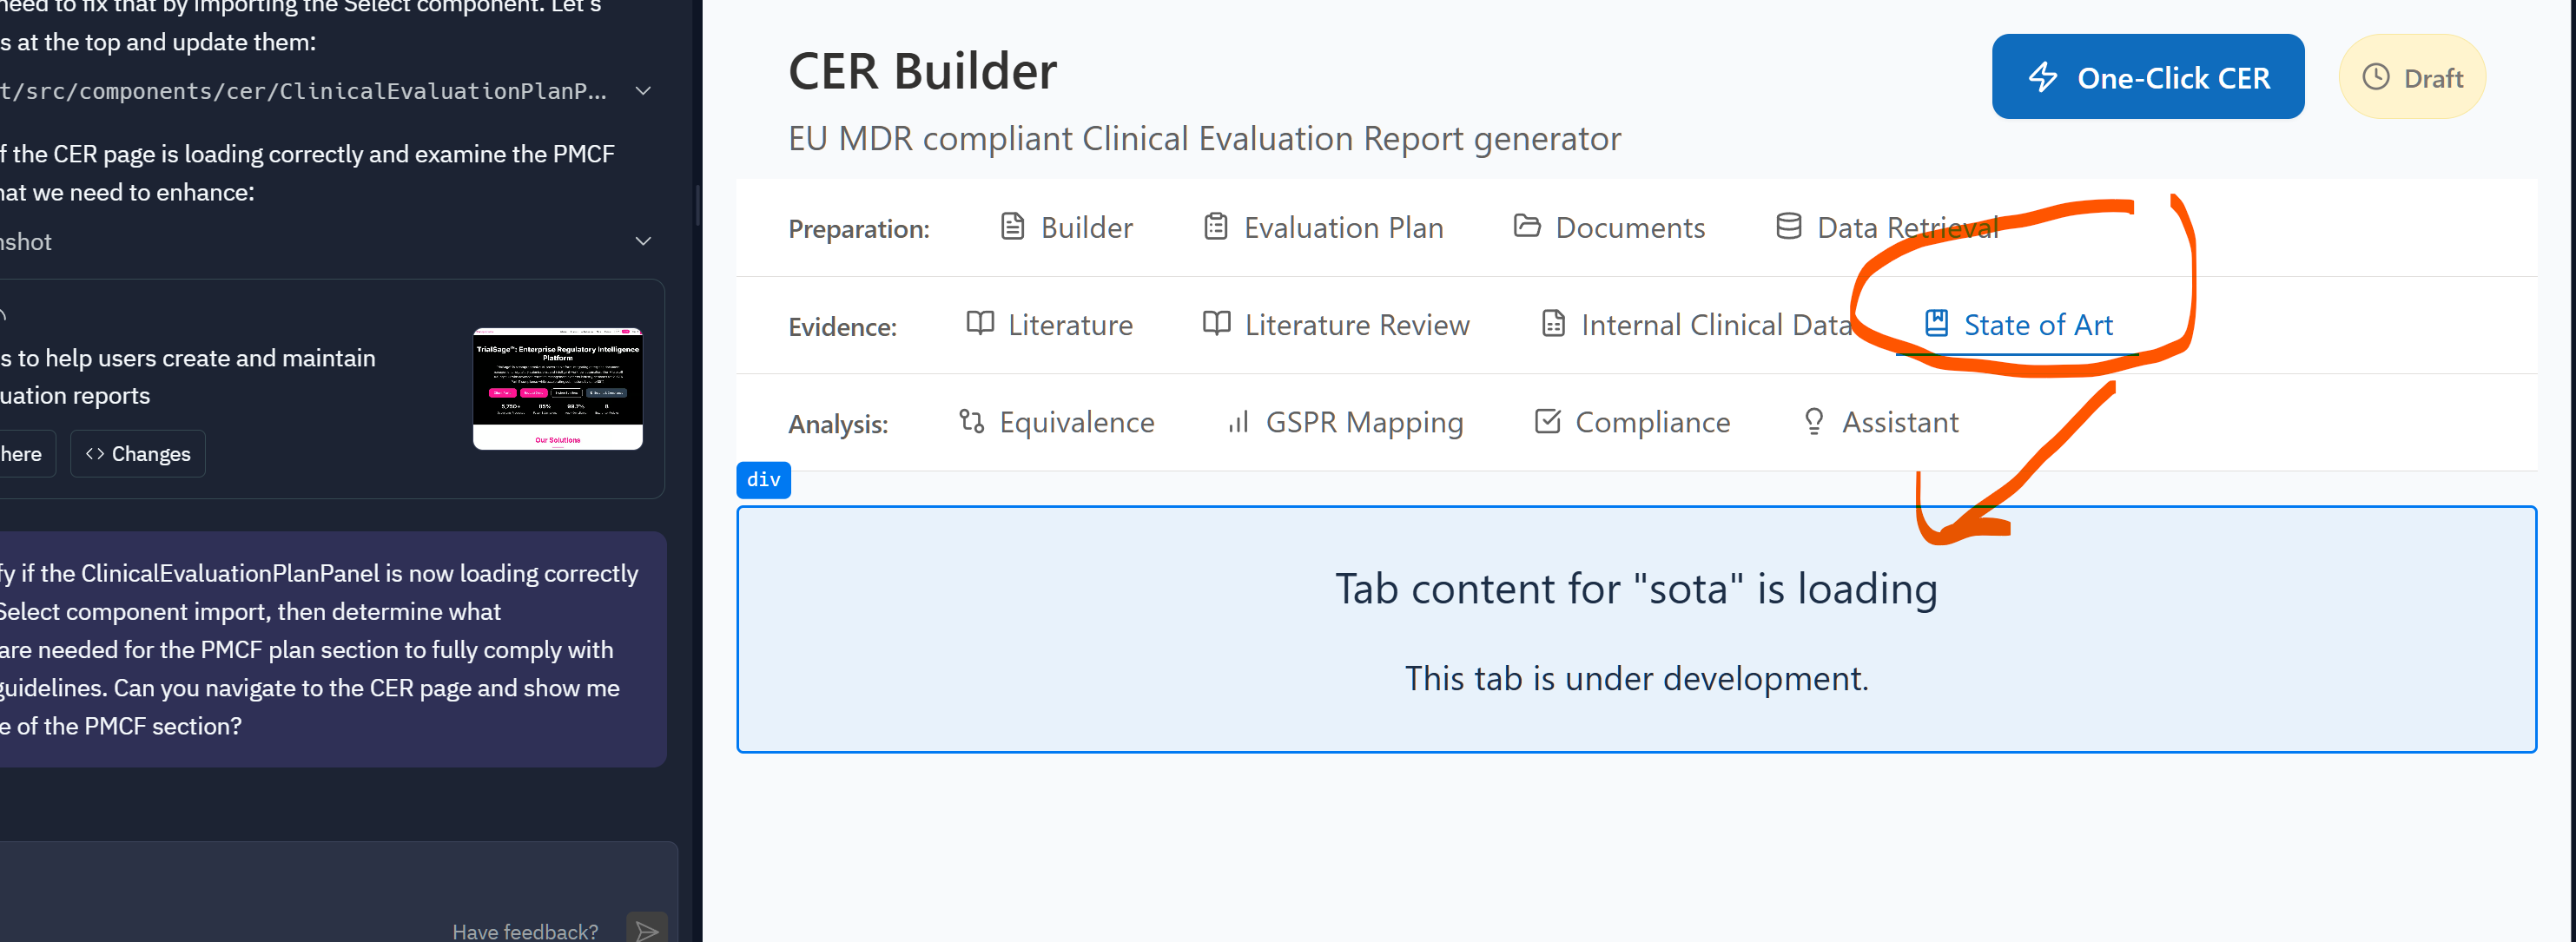 need to fix that by importing the Select component. Let's
s at the top and update them:
t/src/components/cer/ClinicalEvaluationPlanP...
f the CER page is loading correctly and examine the PMCF
hat we need to enhance:
nshot
s to help users create and maintain
uation reports
TrialSage™: Enterprise Regulatory Intelligence
Platform
Our Solutions
here
Changes
fy if the ClinicalEvaluationPlanPanel is now loading correctly
Select component import, then determine what
are needed for the PMCF plan section to fully comply with
guidelines. Can you navigate to the CER page and show me
e of the PMCF section?
Have feedback?
CER Builder
One-Click CER
Draft
EU MDR compliant Clinical Evaluation Report generator
Preparation: Builder Evaluation Plan Documents Data Retrieval
Evidence: Literature Literature Review Internal Clinical Data State of Art
Analysis: Equivalence GSPR Mapping Compliance Assistant
div
Tab content for "sota" is loading
This tab is under development.